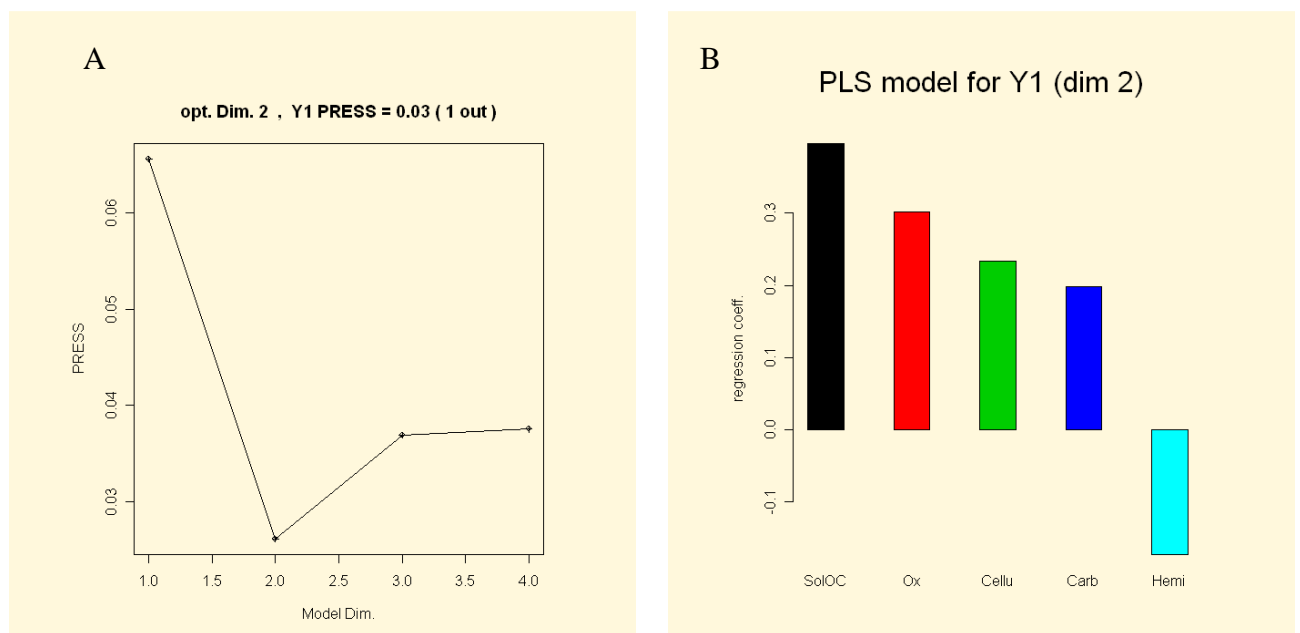 A
opt. Dim. 2 , Y1 PRESS = 0.03 ( 1 out )
PRESS
0.06
0.05
0.04
0.03
1.0 1.5 2.0 2.5 3.0 3.5 4.0
Model Dim.
B
PLS model for Y1 (dim 2)
regression coeff.
0.3
0.2
0.1
0.0
-0.1
SolOC Ox Cellu Carb Hemi